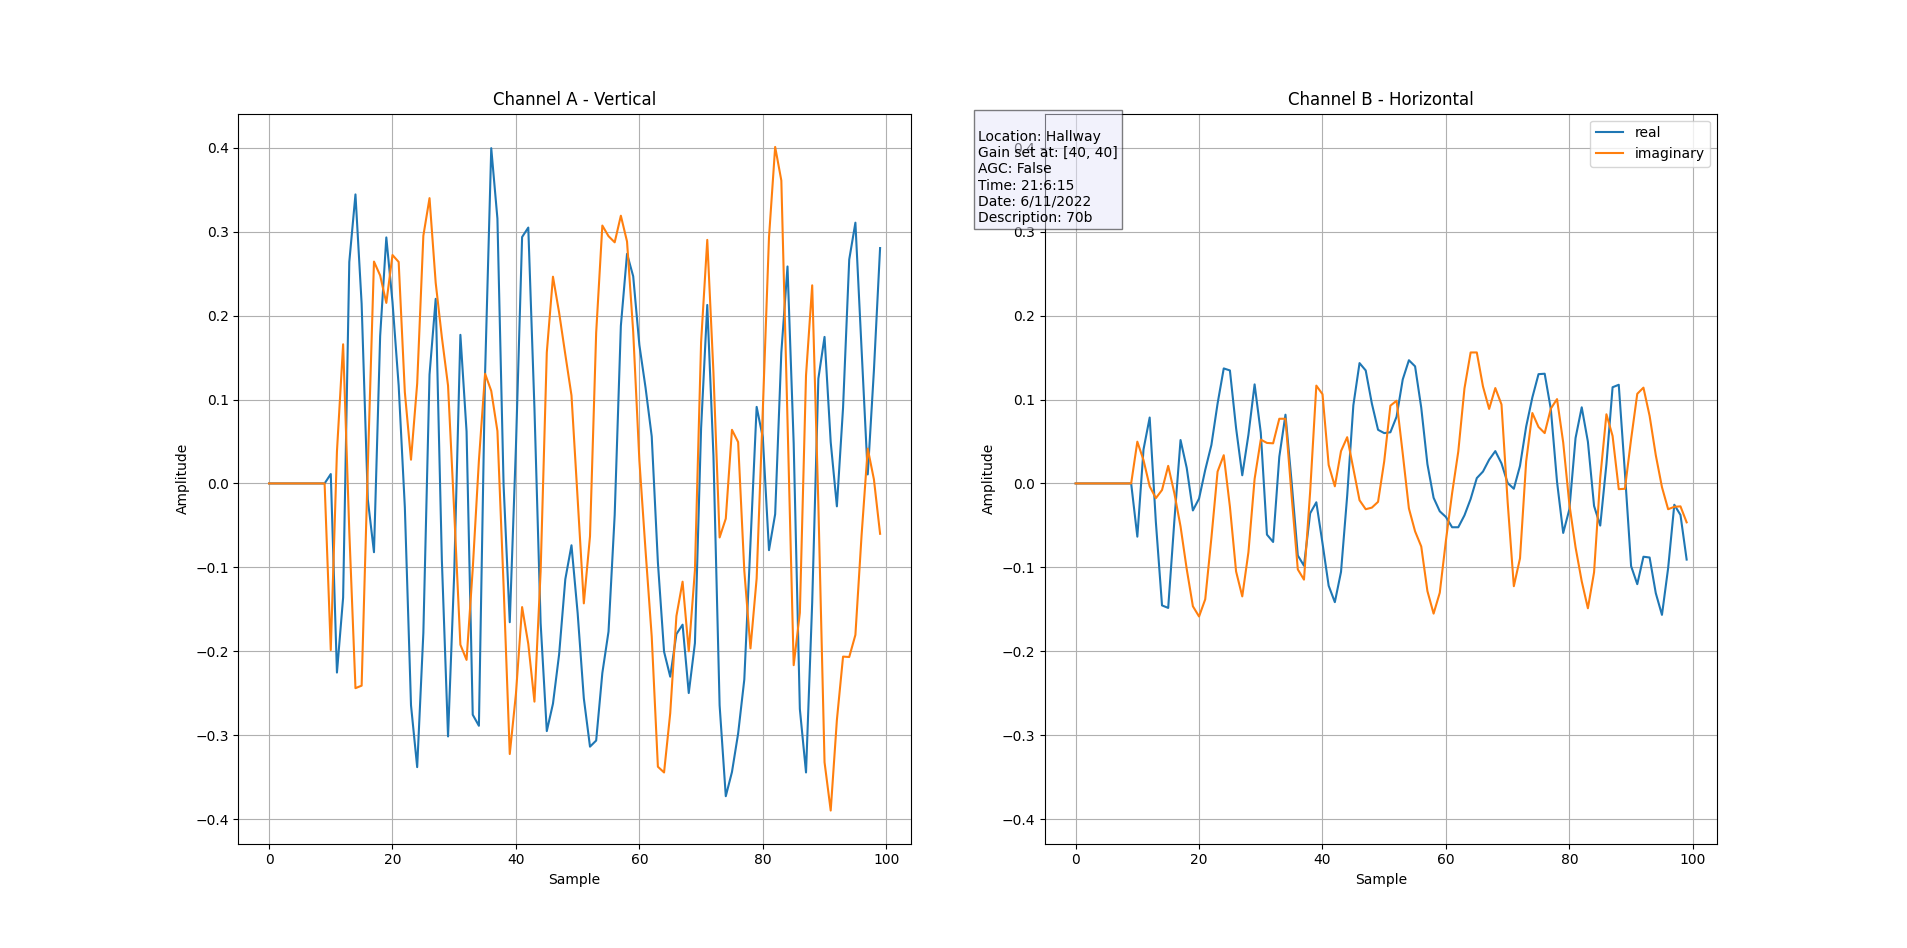 Channel A - Vertical
0.4
0.3
0.2
0.1
0.0
−0.1
−0.2
−0.3
−0.4
Amplitude
0
20
40
60
80
100
Sample
Channel B - Horizontal
Location: Hallway
Gain set at: [40, 40]
AGC: False
Time: 21:6:15
Date: 6/11/2022
Description: 70b
real
imaginary
0.4
0.3
0.2
0.1
0.0
−0.1
−0.2
−0.3
−0.4
Amplitude
0
20
40
60
80
100
Sample